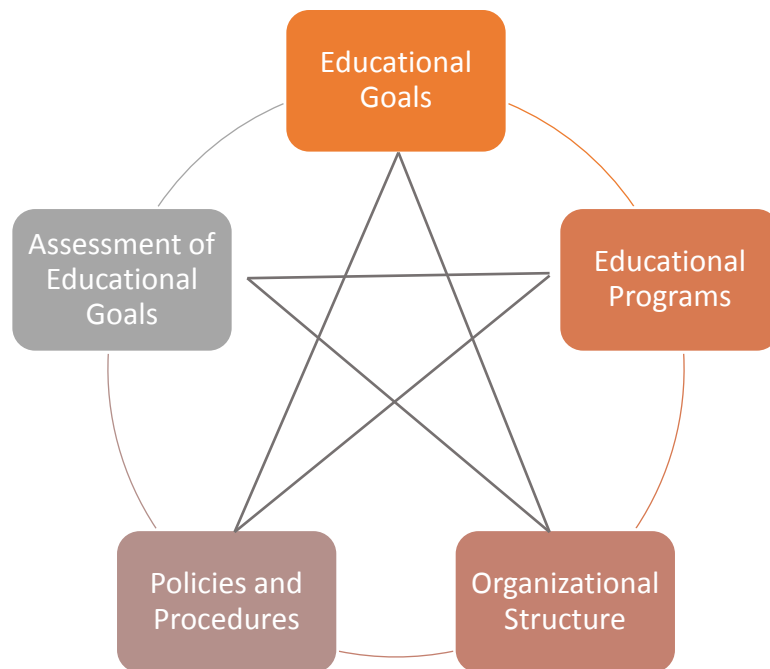 Educational
Goals
Assessment of
Educational
Goals
Educational
Programs
Policies and
Procedures
Organizational
Structure